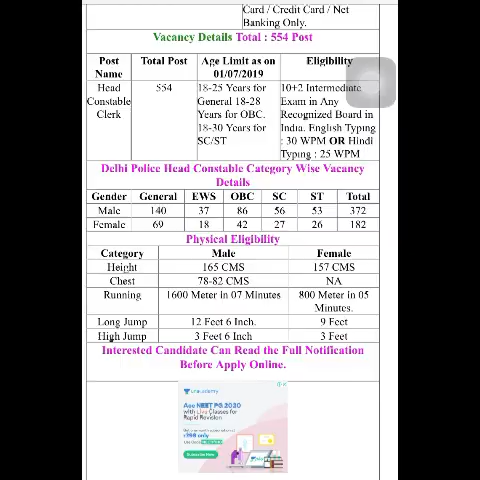 Card / Credit Card / Net
Banking Only.
Vacancy Details Total : 554 Post
Post Name Total Post Age Limit as on 01/07/2019 Eligibility
Head Constable Clerk 554 18-25 Years for General 18-28 Years for OBC. 18-30 Years for SC/ST 10+2 Intermediate Exam in Any Recognized Board in India. English Typing : 30 WPM OR Hindi Typing : 25 WPM
Delhi Police Head Constable Category Wise Vacancy
Details
Gender General EWS OBC SC ST Total
Male 140 37 86 56 53 372
Female 69 18 42 27 26 182
Physical Eligibility
Category Male Female
Height 165 CMS 157 CMS
Chest 78-82 CMS NA
Running 1600 Meter in 07 Minutes 800 Meter in 05 Minutes.
Long Jump 12 Feet 6 Inch. 9 Feet
High Jump 3 Feet 6 Inch 3 Feet
Interested Candidate Can Read the Full Notification
Before Apply Online.
unacademy
Ace NEET PG 2020
with Live Classes for
Rapid Revision